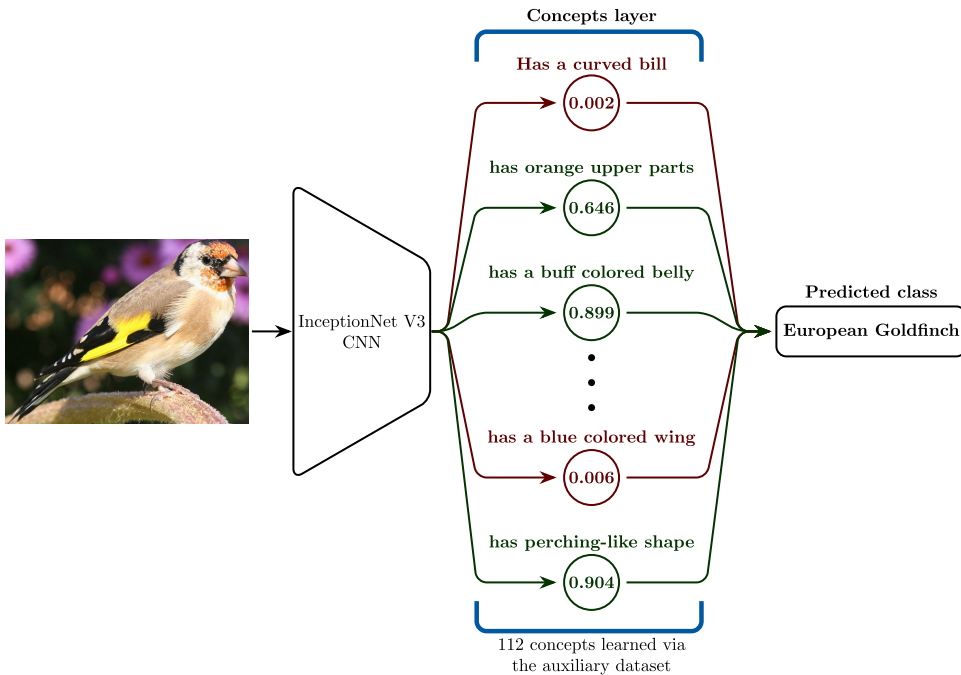 Concepts layer
Has a curved bill
0.002
has orange upper parts
0.646
has a buff colored belly
0.899
InceptionNet V3
CNN
Predicted class
European Goldfinch
has a blue colored wing
0.006
has perching-like shape
0.904
112 concepts learned via
the auxiliary dataset